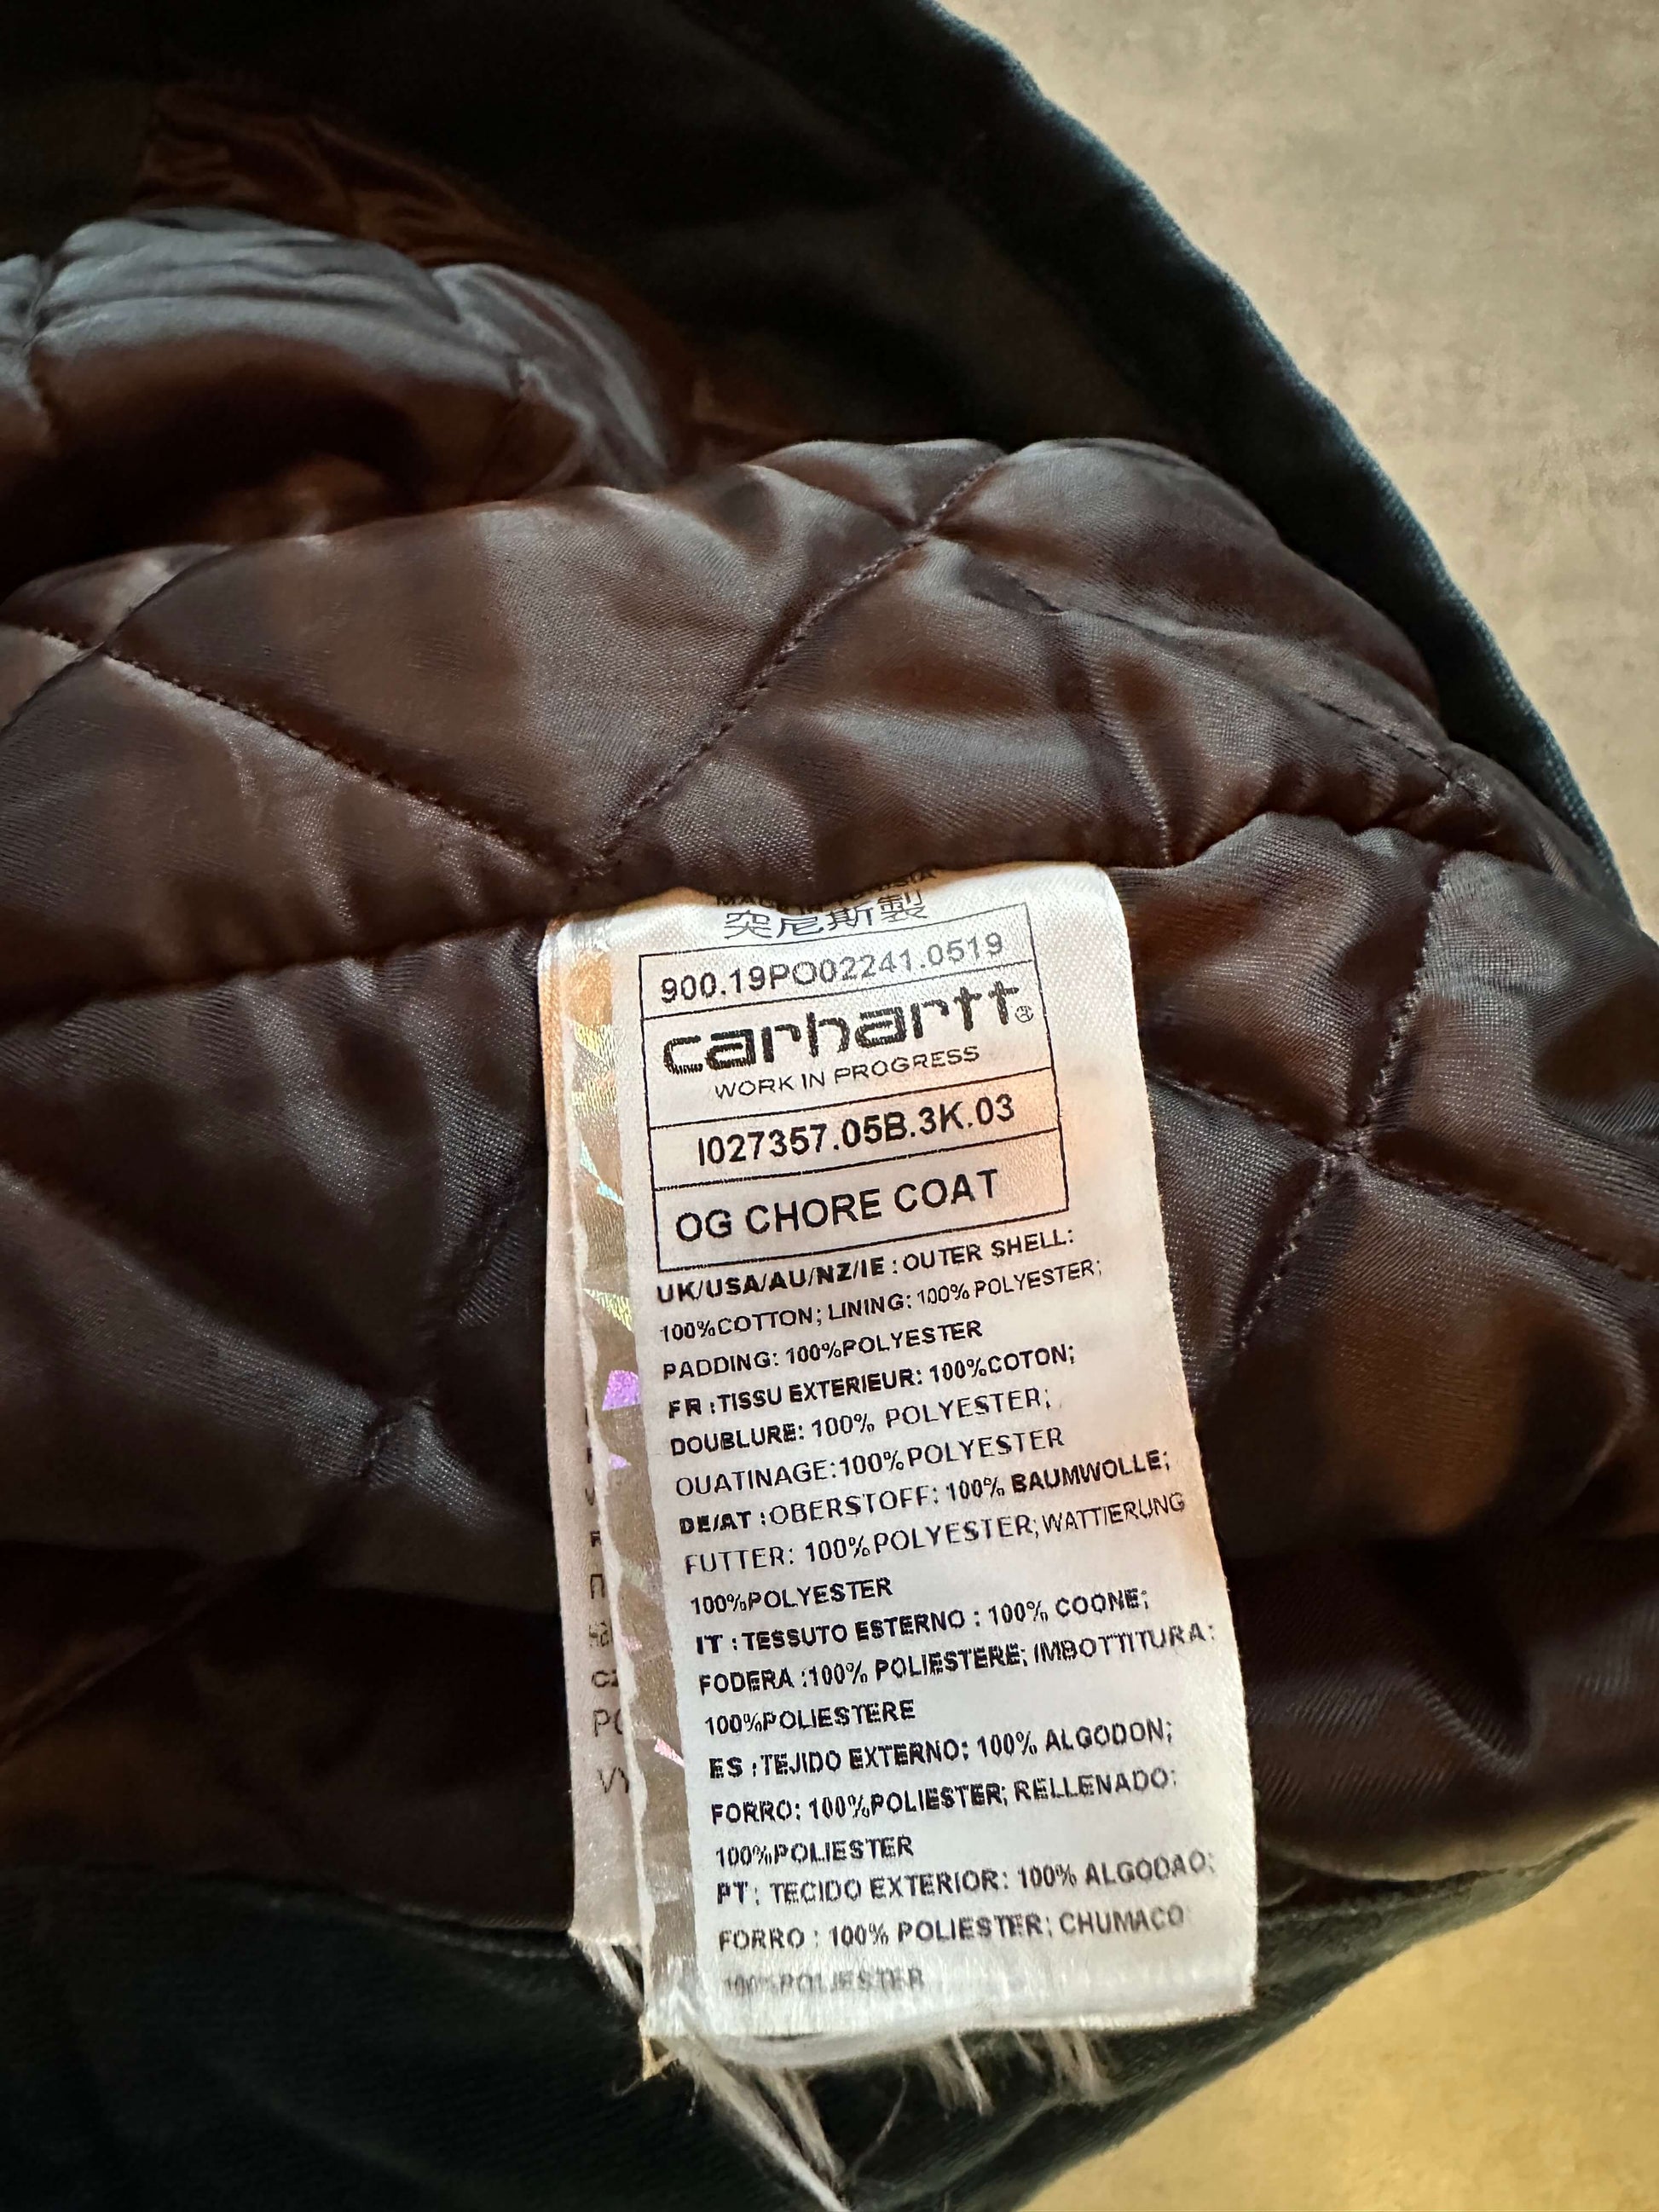 MADE IN TUNISIA
突尼斯製
900.19PO02241.0519
carhartt®
WORK IN PROGRESS
I027357.05B.3K.03
OG CHORE COAT
UK/USA/AU/NZ/IE : OUTER SHELL:
100%COTTON; LINING: 100% POLYESTER;
PADDING: 100%POLYESTER
FR : TISSU EXTERIEUR: 100%COTON;
DOUBLURE: 100% POLYESTER;
OUATINAGE:100%POLYESTER
DE/AT :OBERSTOFF: 100% BAUMWOLLE;
FUTTER: 100%POLYESTER; WATTIERUNG
100%POLYESTER
IT : TESSUTO ESTERNO : 100% COONE;
FODERA :100% POLIESTERE; IMBOTTITURA:
100%POLIESTERE
ES :TEJIDO EXTERNO: 100% ALGODON;
FORRO: 100%POLIESTER; RELLENADO:
100%POLIESTER
PT: TECIDO EXTERIOR: 100% ALGODAO;
FORRO : 100% POLIESTER; CHUMACO
100%POLIESTER